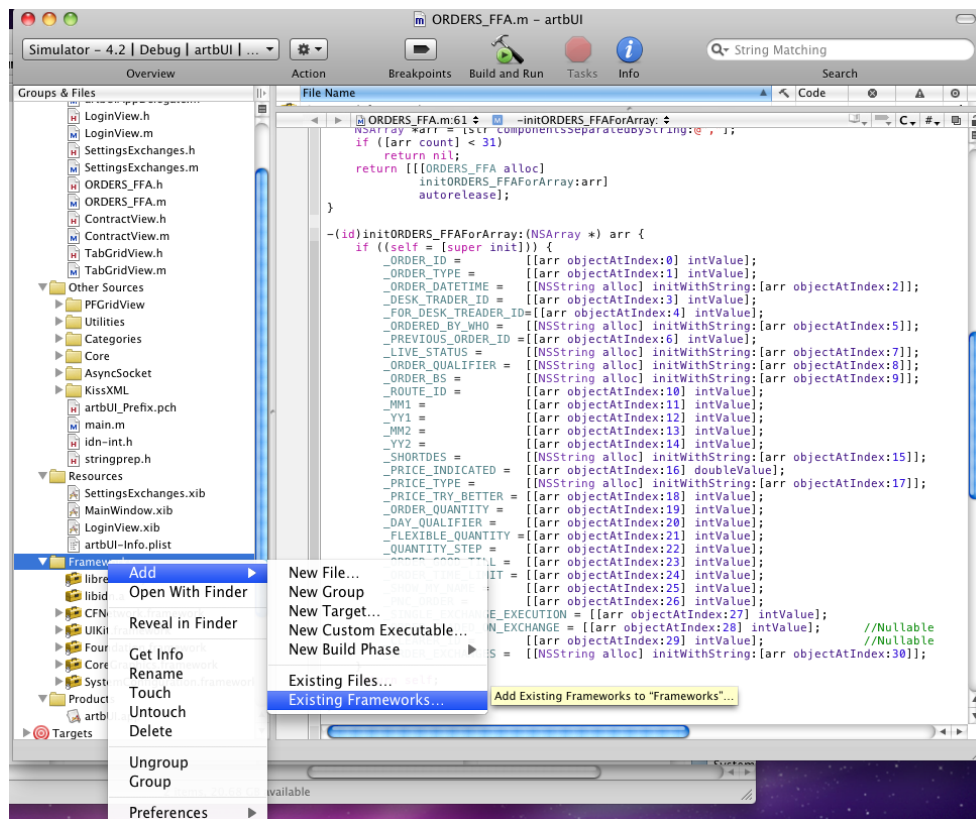 ORDERS_FFA.m – artbUI
Simulator – 4.2 | Debug | artbUI | ...
String Matching
Overview
Action
Breakpoints
Build and Run
Tasks
Info
Search
Groups & Files
File Name
Code
LoginView.h
LoginView.m
SettingsExchanges.h
SettingsExchanges.m
ORDERS_FFA.h
ORDERS_FFA.m
ContractView.h
ContractView.m
TabGridView.h
TabGridView.m
Other Sources
PFGridView
Utilities
Categories
Core
AsyncSocket
KissXML
artbUI_Prefix.pch
main.m
idn-int.h
stringprep.h
Resources
SettingsExchanges.xib
MainWindow.xib
LoginView.xib
artbUI-Info.plist
Products
Targets
ORDERS_FFA.m:61
-initORDERS_FFAForArray:
C
#
NSArray *arr = [str componentsSeparatedByString:@","];
if ([arr count] < 31)
return nil;
return [[[ORDERS_FFA alloc]
initORDERS_FFAForArray:arr]
autorelease];
}
-(id)initORDERS_FFAForArray:(NSArray *) arr {
if ((self = [super init])) {
_ORDER_ID = [[arr objectAtIndex:0] intValue];
_ORDER_TYPE = [[arr objectAtIndex:1] intValue];
_ORDER_DATETIME = [[NSString alloc] initWithString:[arr objectAtIndex:2]];
_DESK_TRADER_ID = [[arr objectAtIndex:3] intValue];
_FOR_DESK_TREADER_ID=[[arr objectAtIndex:4] intValue];
_ORDERED_BY_WHO = [[NSString alloc] initWithString:[arr objectAtIndex:5]];
_PREVIOUS_ORDER_ID =[[arr objectAtIndex:6] intValue];
_LIVE_STATUS = [[NSString alloc] initWithString:[arr objectAtIndex:7]];
_ORDER_QUALIFIER = [[NSString alloc] initWithString:[arr objectAtIndex:8]];
_ORDER_BS = [[NSString alloc] initWithString:[arr objectAtIndex:9]];
_ROUTE_ID = [[arr objectAtIndex:10] intValue];
_MM1 = [[arr objectAtIndex:11] intValue];
_YY1 = [[arr objectAtIndex:12] intValue];
_MM2 = [[arr objectAtIndex:13] intValue];
_YY2 = [[arr objectAtIndex:14] intValue];
_SHORTDES = [[NSString alloc] initWithString:[arr objectAtIndex:15]];
_PRICE_INDICATED = [[arr objectAtIndex:16] doubleValue];
_PRICE_TYPE = [[NSString alloc] initWithString:[arr objectAtIndex:17]];
_PRICE_TRY_BETTER = [[arr objectAtIndex:18] intValue];
_ORDER_QUANTITY = [[arr objectAtIndex:19] intValue];
_DAY_QUALIFIER = [[arr objectAtIndex:20] intValue];
_FLEXIBLE_QUANTITY =[[arr objectAtIndex:21] intValue];
_QUANTITY_STEP = [[arr objectAtIndex:22] intValue];
_ORDER_GOOD_TILL = [[arr objectAtIndex:23] intValue];
LIMIT = [[arr objectAtIndex:24] intValue];
[[arr objectAtIndex:25] intValue];
[[arr objectAtIndex:26] intValue];
EXECUTION = [[arr objectAtIndex:27] intValue];
EXCHANGE = [[arr objectAtIndex:28] intValue]; //Nullable
[[arr objectAtIndex:29] intValue]; //Nullable
= [[NSString alloc] initWithString:[arr objectAtIndex:30]];
Add
Open With Finder
Reveal in Finder
Get Info
Rename
Touch
Untouch
Delete
Ungroup
Group
Preferences
New File...
New Group
New Target...
New Custom Executable...
New Build Phase
Existing Files...
Existing Frameworks...
Add Existing Frameworks to “Frameworks”...